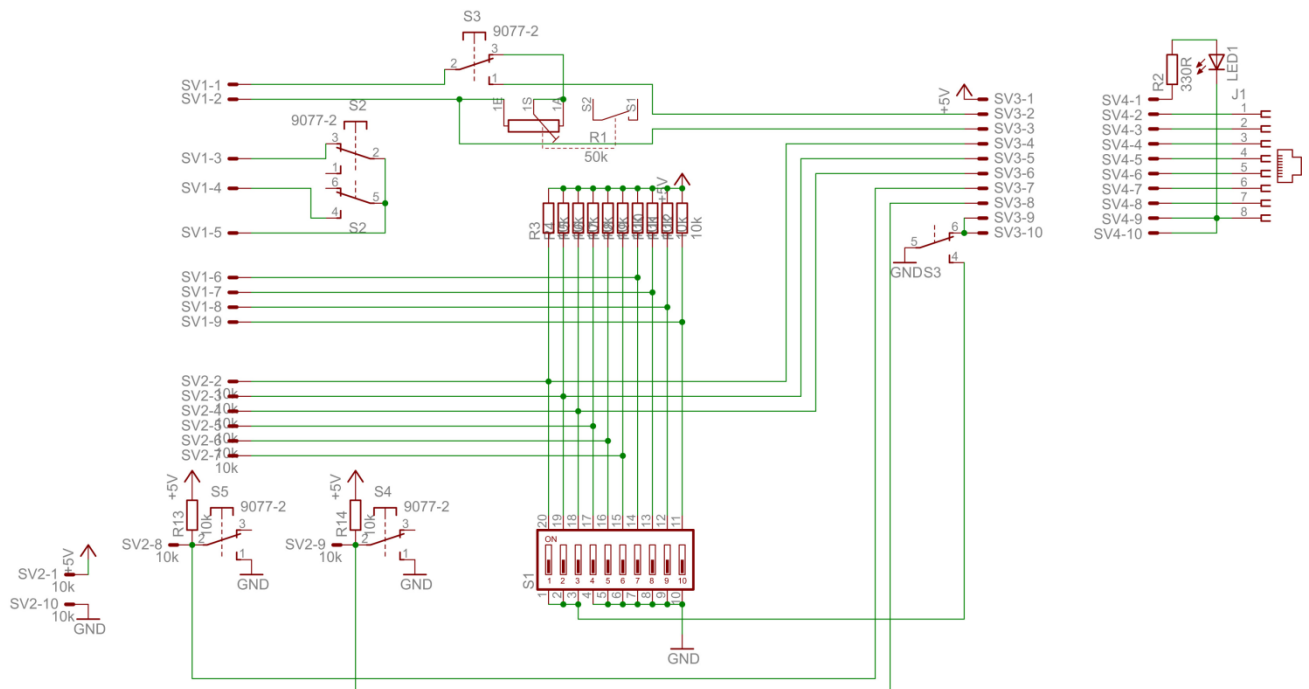 S3
9077-2
3
2
1
SV1-1
SV1-2
1E
1S
1A
S2
S1
R1
50k
S2
9077-2
3
2
1
6
5
4
S2
SV1-3
SV1-4
SV1-5
+5V
SV3-1
SV3-2
SV3-3
SV3-4
SV3-5
SV3-6
SV3-7
SV3-8
SV3-9
SV3-10
6
5
4
GND
S3
R2
330R
LED1
J1
SV4-1
SV4-2
1
SV4-3
2
SV4-4
3
SV4-5
4
SV4-6
5
SV4-7
6
SV4-8
7
SV4-9
8
SV4-10
+5V
R3
R4
10k
SV1-6
SV1-7
SV1-8
SV1-9
SV2-2
SV2-3
10k
SV2-4
10k
SV2-5
10k
SV2-6
10k
SV2-7
10k
+5V
R13
10k
S5
9077-2
3
2
1
SV2-8
10k
GND
+5V
R14
10k
S4
9077-2
3
2
1
SV2-9
10k
GND
+5V
SV2-1
10k
SV2-10
10k
GND
20 19 18 17 16 15 14 13 12 11
ON
1 2 3 4 5 6 7 8 9 10
S1
1 2 3 4 5 6 7 8 9 10
GND